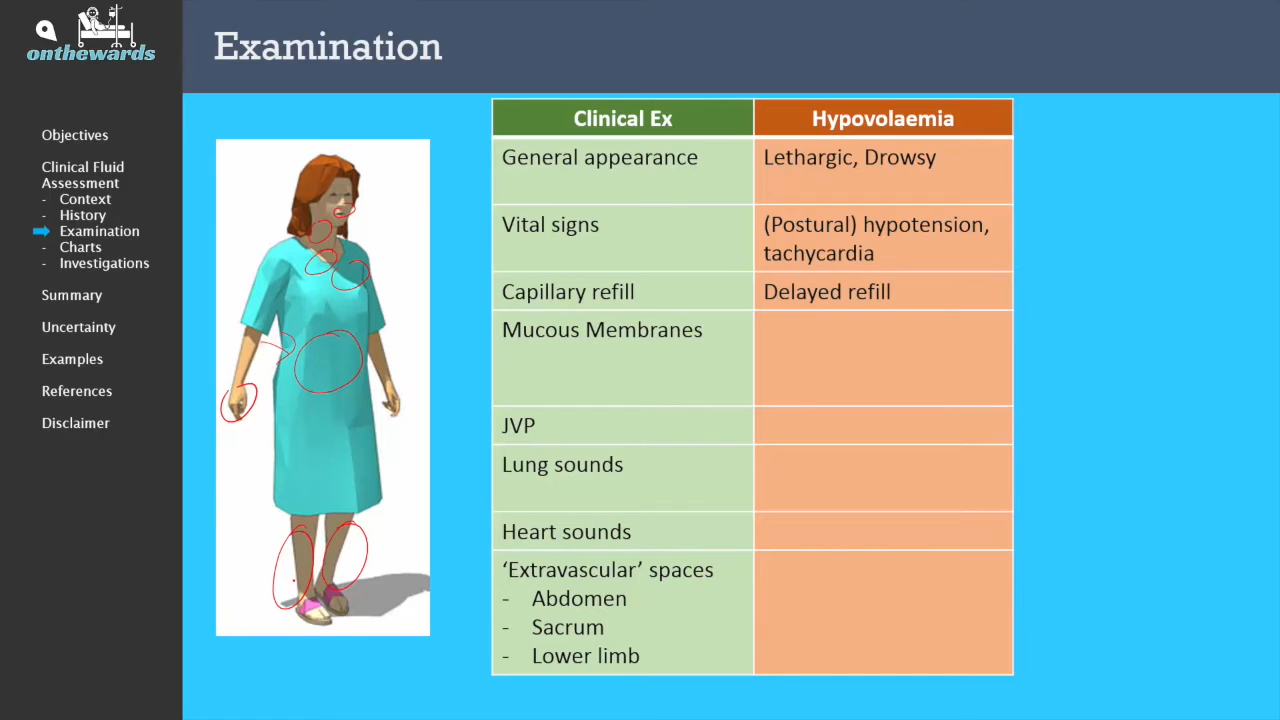 onthewards
Examination
Objectives
Clinical Fluid
Assessment
- Context
- History
- Examination
- Charts
- Investigations
Summary
Uncertainty
Examples
References
Disclaimer
Clinical Ex
Hypovolaemia
General appearance
Lethargic, Drowsy
Vital signs
(Postural) hypotension,
tachycardia
Capillary refill
Delayed refill
Mucous Membranes
JVP
Lung sounds
Heart sounds
‘Extravascular’ spaces
- Abdomen
- Sacrum
- Lower limb